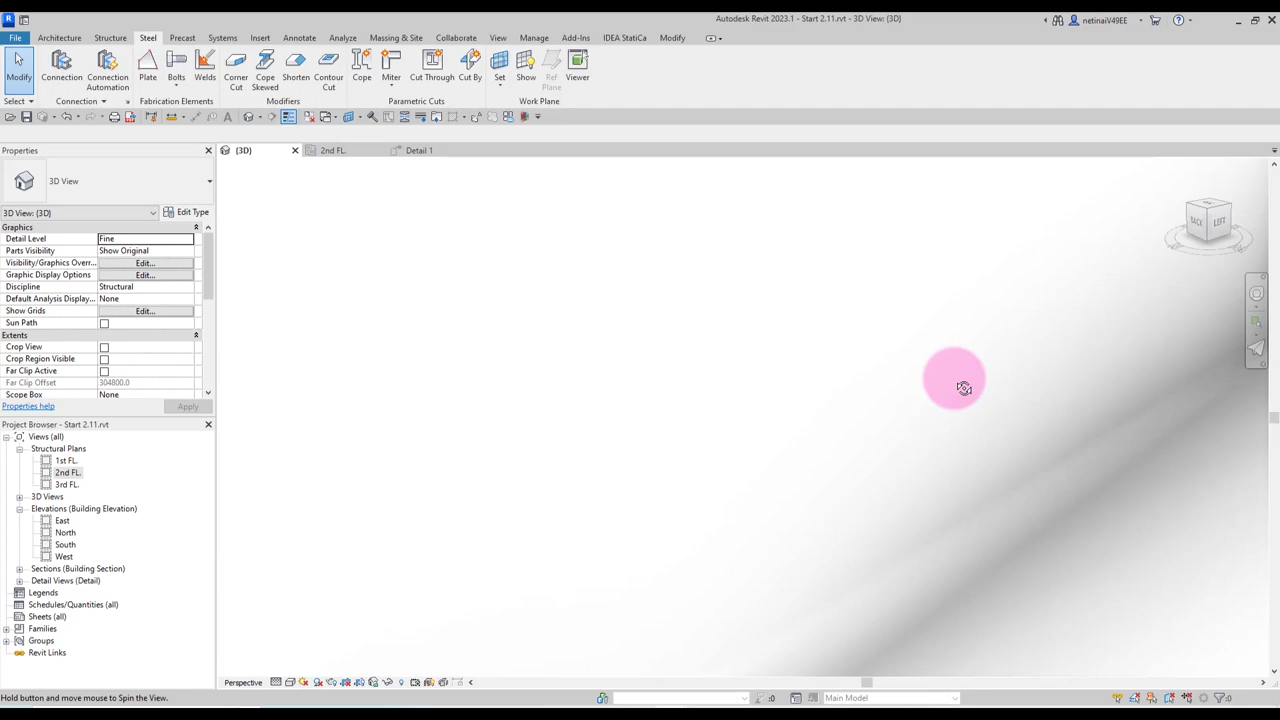 Autodesk Revit 2023.1 - Start 2.11.rvt - 3D View: {3D}
netinaiV49EE
File Architecture Structure Steel Precast Systems Insert Annotate Analyze Massing & Site Collaborate View Manage Add-Ins IDEA StatiCa Modify
Modify Connection Connection Automation Plate Bolts Welds Corner Cut Cope Skewed Shorten Contour Cut Cope Miter Cut Through Cut By Set Show Ref Plane Viewer
Select Connection Fabrication Elements Modifiers Parametric Cuts Work Plane
Properties
{3D} 2nd FL. Detail 1
3D View
3D View: {3D} Edit Type
Graphics
Detail Level Fine
Parts Visibility Show Original
Visibility/Graphics Overr... Edit...
Graphic Display Options Edit...
Discipline Structural
Default Analysis Display... None
Show Grids Edit...
Sun Path
Extents
Crop View
Crop Region Visible
Far Clip Active
Far Clip Offset 304800.0
Scope Box None
Properties help Apply
BACK LEFT
Project Browser - Start 2.11.rvt
Views (all)
Structural Plans
1st FL.
2nd FL.
3rd FL.
3D Views
Elevations (Building Elevation)
East
North
South
West
Sections (Building Section)
Detail Views (Detail)
Legends
Schedules/Quantities (all)
Sheets (all)
Families
Groups
Revit Links
Perspective
Hold button and move mouse to Spin the View. :0 Main Model :0